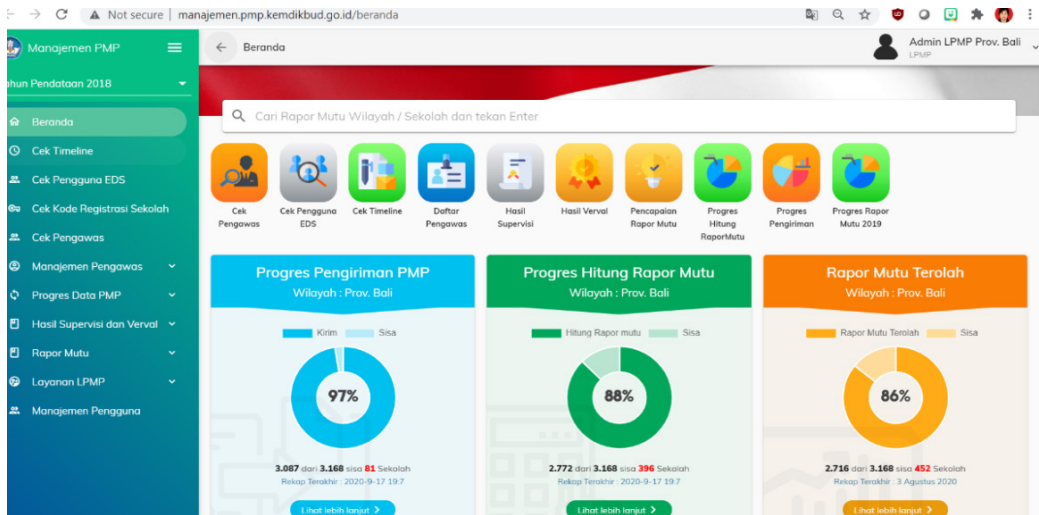 Not secure | manajemen.pmp.kemdikbud.go.id/beranda
Manajemen PMP
Beranda
Admin LPMP Prov. Bali
LPMP
ahun Pendataan 2018
Beranda
Cek Timeline
Cek Pengguna EDS
Cek Kode Registrasi Sekolah
Cek Pengawas
Manajemen Pengawas
Progres Data PMP
Hasil Supervisi dan Verval
Rapor Mutu
Layanan LPMP
Manajemen Pengguna
Cari Rapor Mutu Wilayah / Sekolah dan tekan Enter
Cek
Pengawas
Cek Pengguna
EDS
Cek Timeline
Daftar
Pengawas
Hasil
Supervisi
Hasil Verval
Pencapaian
Rapor Mutu
Progres
Hitung
RaporMutu
Progres
Pengiriman
Progres Rapor
Mutu 2019
Progres Pengiriman PMP
Wilayah : Prov. Bali
Kirim Sisa
97%
3.087 dari 3.168 sisa 81 Sekolah
Rekap Terakhir : 2020-9-17 19:7
Lihat lebih lanjut
Progres Hitung Rapor Mutu
Wilayah : Prov. Bali
Hitung Rapor mutu Sisa
88%
2.772 dari 3.168 sisa 396 Sekolah
Rekap Terakhir : 2020-9-17 19:7
Lihat lebih lanjut
Rapor Mutu Terolah
Wilayah : Prov. Bali
Rapor Mutu Terolah Sisa
86%
2.716 dari 3.168 sisa 452 Sekolah
Rekap Terakhir : 3 Agustus 2020
Lihat lebih lanjut